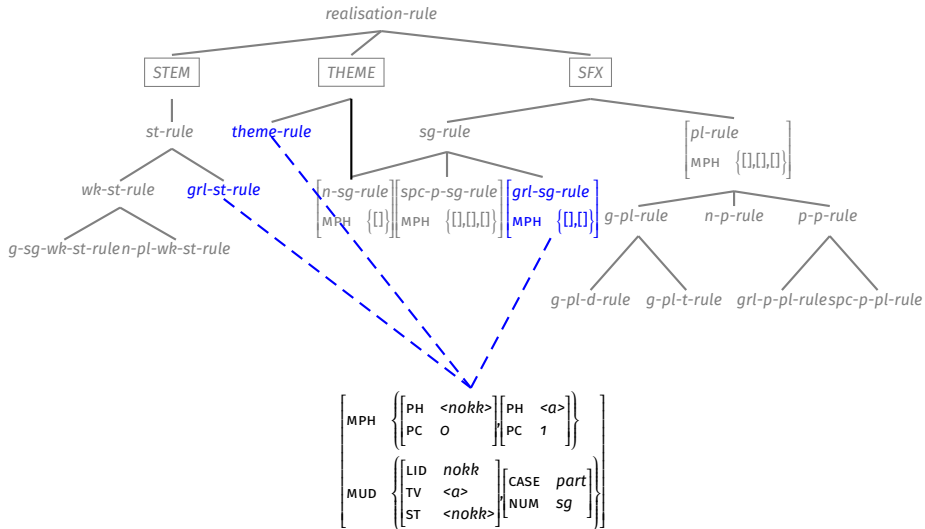 realisation-rule
STEM THEME SFX
st-rule theme-rule sg-rule pl-rule
MPH {[],[],[]}
wk-st-rule grl-st-rule n-sg-rule spc-p-sg-rule grl-sg-rule
MPH {[]} MPH {[],[],[]} MPH {[],[]}
g-pl-rule n-p-rule p-p-rule
g-sg-wk-st-rule n-pl-wk-st-rule
g-pl-d-rule g-pl-t-rule grl-p-pl-rule spc-p-pl-rule
MPH {[PH <nokk> PC 0],[PH <a> PC 1]}
MUD {[LID nokk TV <a> ST <nokk>],[CASE part NUM sg]}